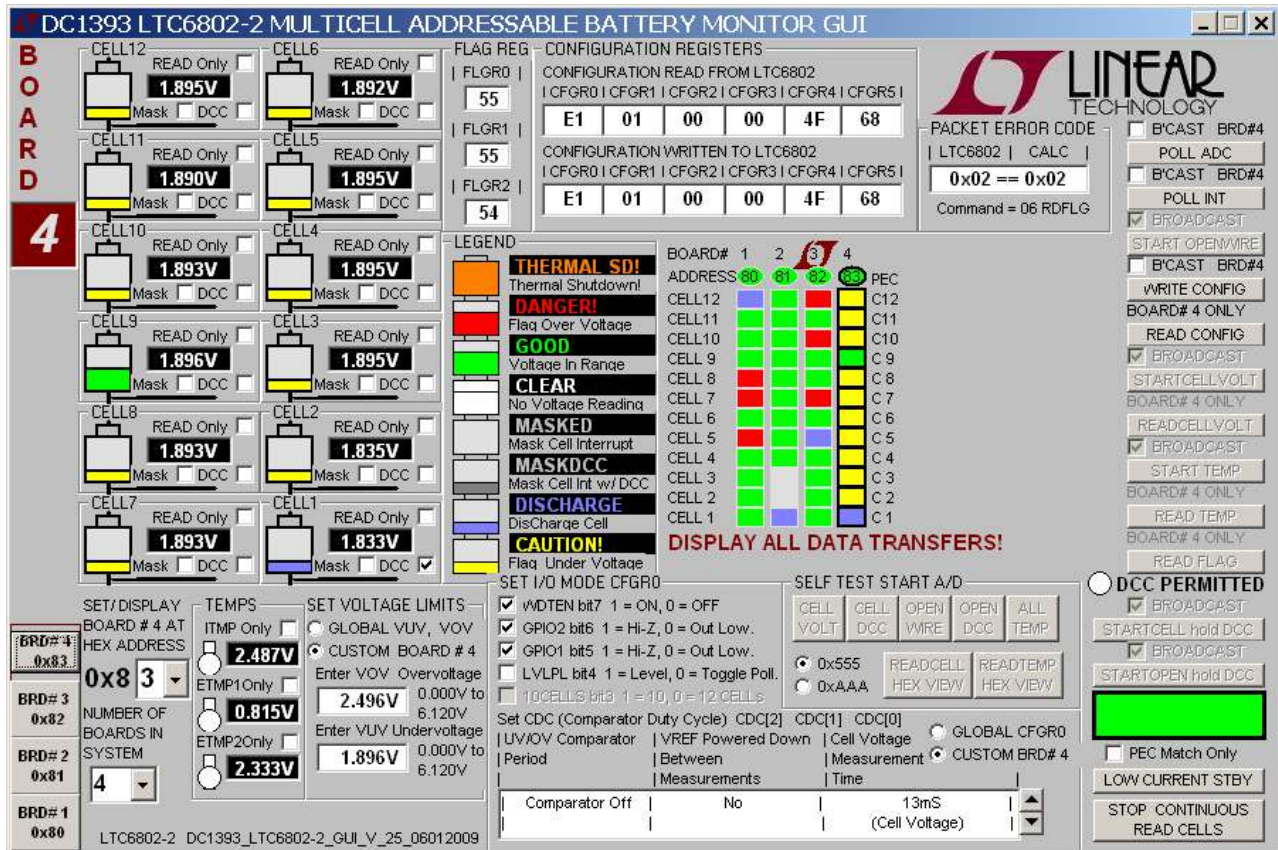 DC1393 LTC6802-2 MULTICELL ADDRESSABLE BATTERY MONITOR GUI
BOARD
4
CELL12
READ Only
1.895V
Mask DCC
CELL6
READ Only
1.892V
Mask DCC
CELL11
READ Only
1.890V
Mask DCC
CELL5
READ Only
1.895V
Mask DCC
CELL10
READ Only
1.893V
Mask DCC
CELL4
READ Only
1.895V
Mask DCC
CELL9
READ Only
1.896V
Mask DCC
CELL3
READ Only
1.895V
Mask DCC
CELL8
READ Only
1.893V
Mask DCC
CELL2
READ Only
1.835V
Mask DCC
CELL7
READ Only
1.893V
Mask DCC
CELL1
READ Only
1.833V
Mask DCC
FLAG REG
| FLGR0 |
55
| FLGR1 |
55
| FLGR2 |
54
CONFIGURATION REGISTERS
CONFIGURATION READ FROM LTC6802
| CFGR0 | CFGR1 | CFGR2 | CFGR3 | CFGR4 | CFGR5 |
E1 01 00 00 4F 68
CONFIGURATION WRITTEN TO LTC6802
| CFGR0 | CFGR1 | CFGR2 | CFGR3 | CFGR4 | CFGR5 |
E1 01 00 00 4F 68
LINEAR
TECHNOLOGY
PACKET ERROR CODE
| LTC6802 | CALC |
0x02 == 0x02
Command = 06 RDFLG
LEGEND
THERMAL SD!
Thermal Shutdown!
DANGER!
Flag Over Voltage
GOOD
Voltage In Range
CLEAR
No Voltage Reading
MASKED
Mask Cell Interrupt
MASKDCC
Mask Cell Int w/ DCC
DISCHARGE
DisCharge Cell
CAUTION!
Flag Under Voltage
BOARD# 1 2 3 4
ADDRESS 80 81 82 83 PEC
CELL12 C12
CELL11 C11
CELL10 C10
CELL 9 C 9
CELL 8 C 8
CELL 7 C 7
CELL 6 C 6
CELL 5 C 5
CELL 4 C 4
CELL 3 C 3
CELL 2 C 2
CELL 1 C 1
DISPLAY ALL DATA TRANSFERS!
B'CAST BRD#4
POLL ADC
B'CAST BRD#4
POLL INT
BROADCAST
START OPENWIRE
B'CAST BRD#4
WRITE CONFIG
BOARD# 4 ONLY
READ CONFIG
BROADCAST
STARTCELLVOLT
BOARD# 4 ONLY
READCELLVOLT
BROADCAST
START TEMP
BOARD# 4 ONLY
READ TEMP
BOARD# 4 ONLY
READ FLAG
DCC PERMITTED
BROADCAST
STARTCELL hold DCC
BROADCAST
STARTOPEN hold DCC
PEC Match Only
LOW CURRENT STBY
STOP CONTINUOUS
READ CELLS
BRD# 4
0x83
BRD# 3
0x82
BRD# 2
0x81
BRD# 1
0x80
SET/DISPLAY
BOARD # 4 AT
HEX ADDRESS
0x8 3
NUMBER OF
BOARDS IN
SYSTEM
4
TEMPS
ITMP Only
2.487V
ETMP1Only
0.815V
ETMP2Only
2.333V
SET VOLTAGE LIMITS
GLOBAL VUV, VOV
CUSTOM BOARD # 4
Enter VOV Overvoltage
2.496V
0.000V to
6.120V
Enter VUV Undervoltage
1.896V
0.000V to
6.120V
LTC6802-2 DC1393_LTC6802-2_GUI_V_25_06012009
SET I/O MODE CFGR0
WDTEN bit7 1 = ON, 0 = OFF
GPIO2 bit6 1 = Hi-Z, 0 = Out Low.
GPIO1 bit5 1 = Hi-Z, 0 = Out Low.
LVLPL bit4 1 = Level, 0 = Toggle Poll.
10CELLS bit3 1 = 10, 0 = 12 CELLs
SELF TEST START A/D
CELL VOLT
CELL DCC
OPEN WIRE
OPEN DCC
ALL TEMP
0x555
0xAAA
READCELL
HEX VIEW
READTEMP
HEX VIEW
Set CDC (Comparator Duty Cycle) CDC[2] CDC[1] CDC[0]
GLOBAL CFGR0
CUSTOM BRD# 4
| UV/OV Comparator | VREF Powered Down | Cell Voltage
| Period | Between | Measurement
| Measurements | Time |
| Comparator Off | No | 13mS |
| | | (Cell Voltage) |